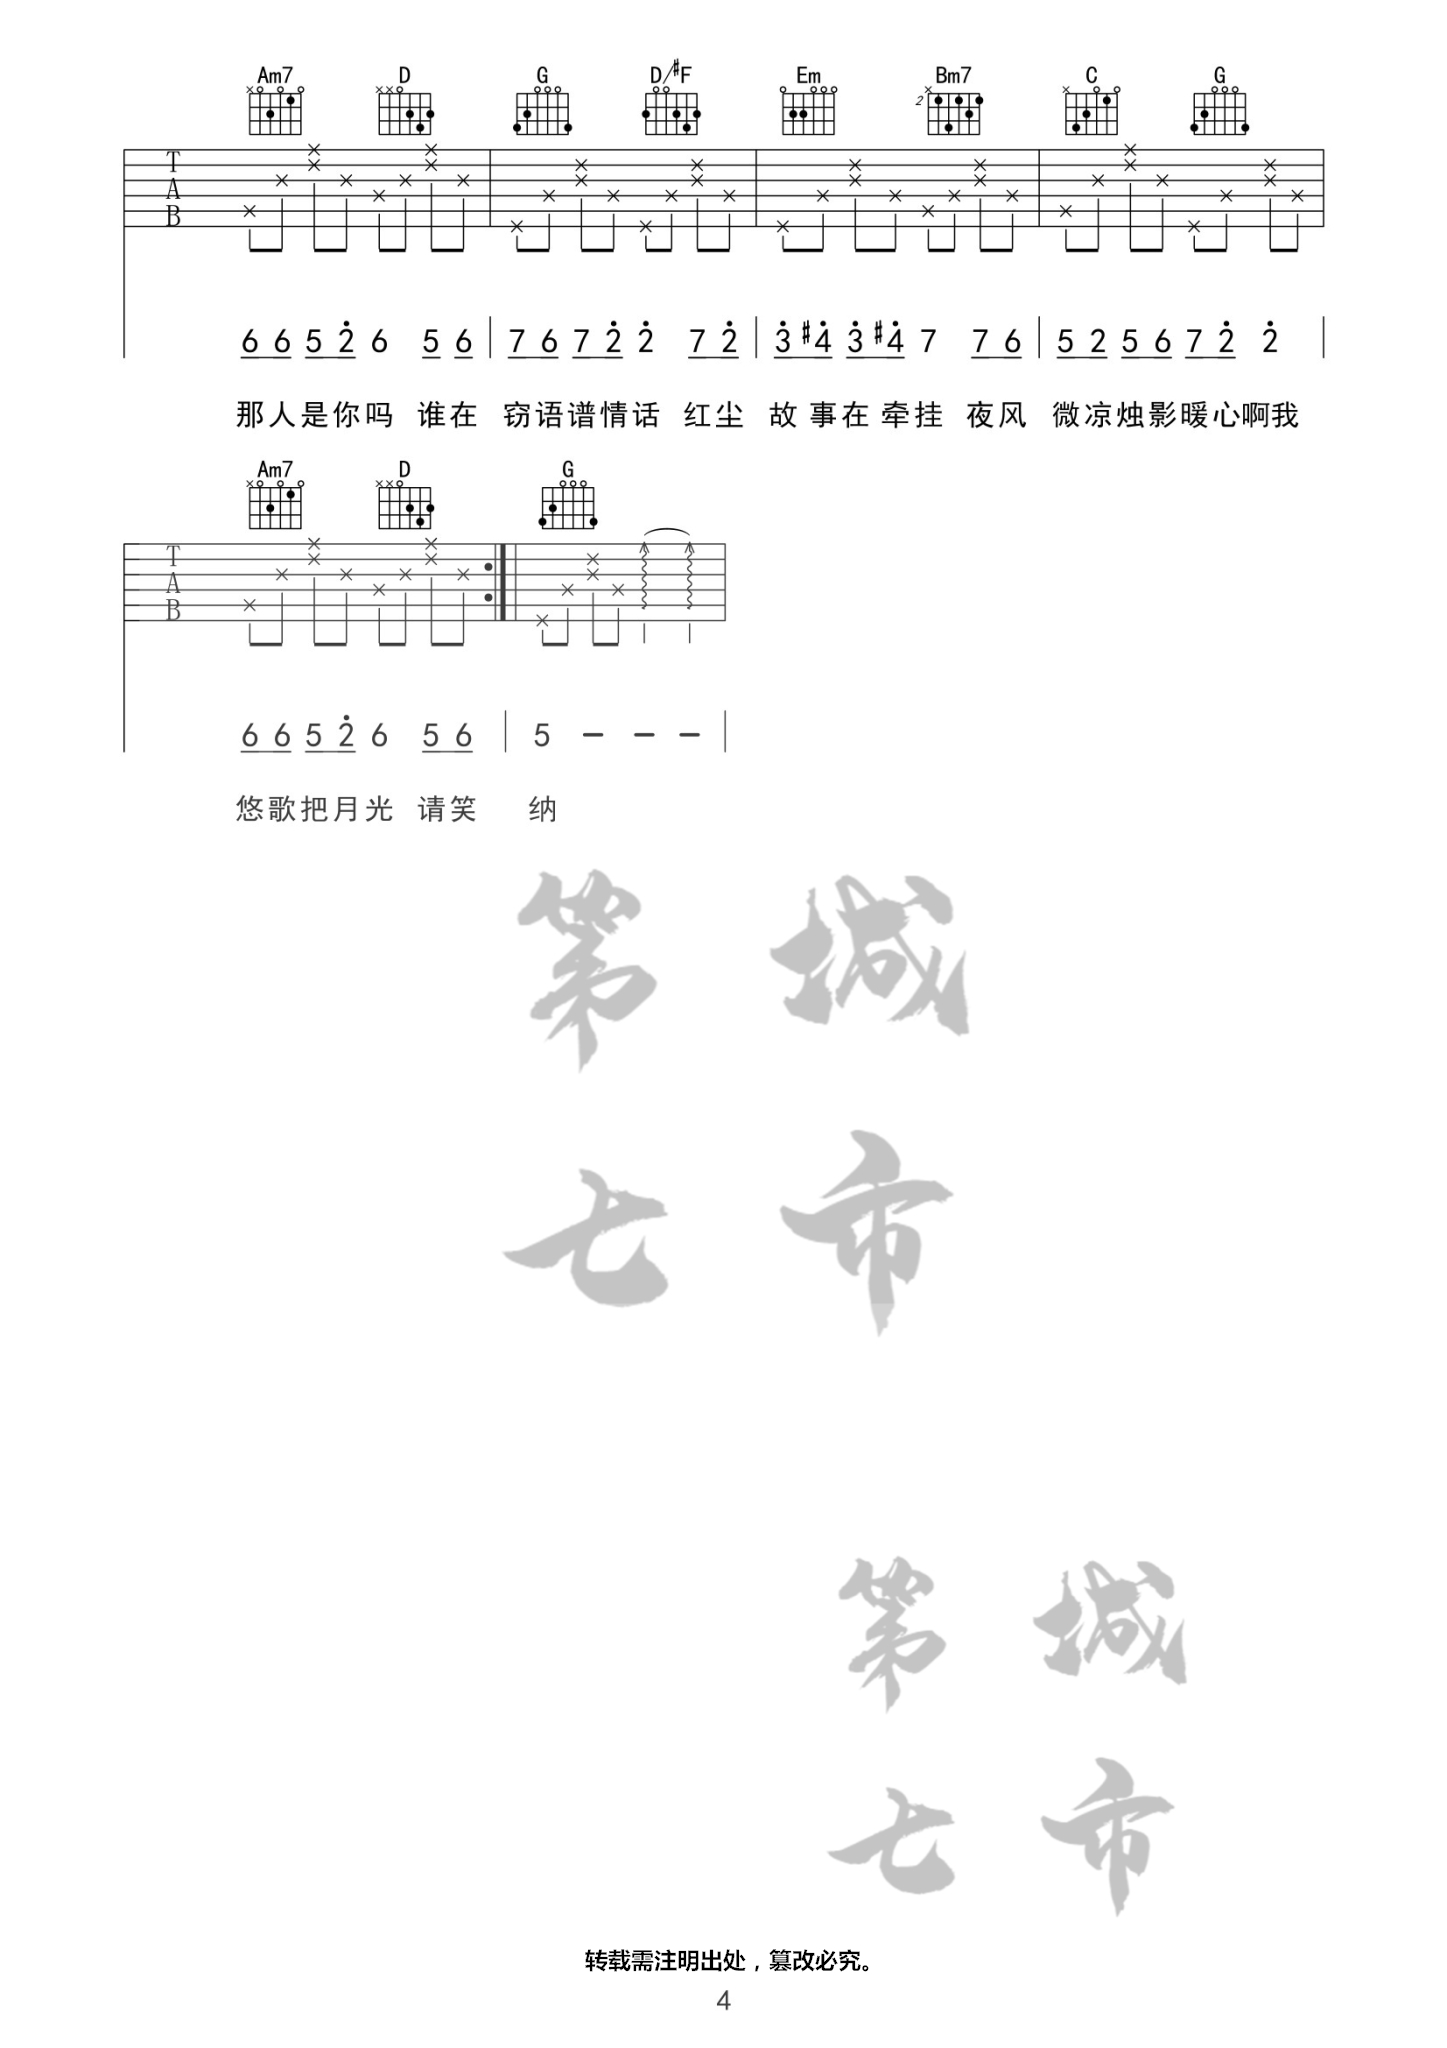 Am7 D G D/#F Em Bm7 C G
2
T
A
B
6 6 5 2 6 5 6 7 6 7 2 2 7 2 3 #4 3 #4 7 7 6 5 2 5 6 7 2 2
那人是你吗 谁在 窃语谱情话 红尘 故事在牵挂 夜风 微凉烛影暖心啊我
Am7 D G
T
A
B
6 6 5 2 6 5 6 5 - - -
悠歌把月光 请笑 纳
第 城
七 市
第 城
七 市
转载需注明出处，篡改必究。
4